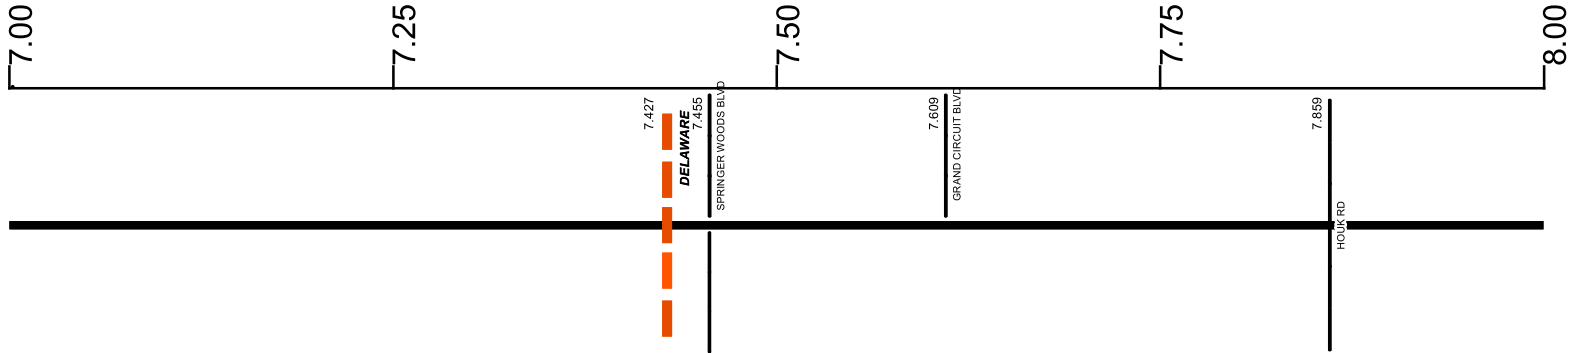 7.00
7.25
7.50
7.75
8.00
7.427
DELAWARE
7.455
SPRINGER WOODS BLVD
7.609
GRAND CIRCUIT BLVD
7.859
HOUK RD